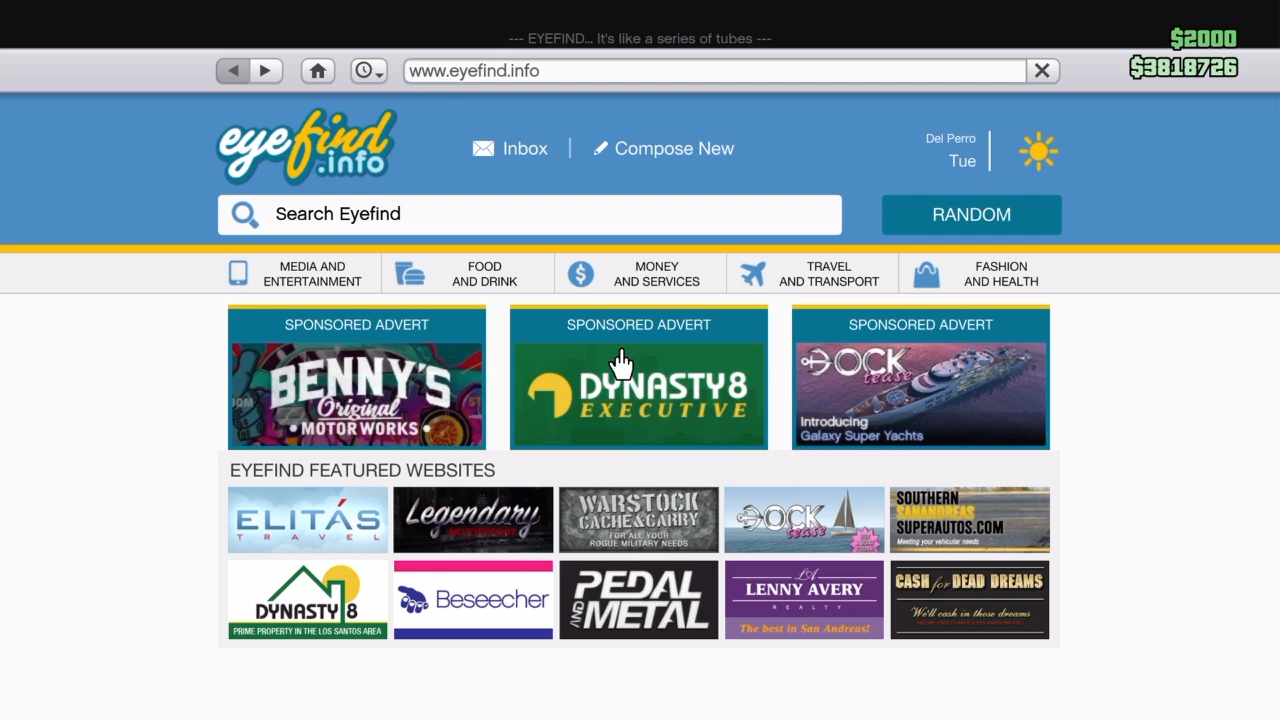 --- EYEFIND... It's like a series of tubes ---
$2000
$3818726
www.eyefind.info
eyefind
.info
Inbox
Compose New
Del Perro
Tue
Search Eyefind
RANDOM
MEDIA AND
ENTERTAINMENT
FOOD
AND DRINK
MONEY
AND SERVICES
TRAVEL
AND TRANSPORT
FASHION
AND HEALTH
SPONSORED ADVERT
BENNY'S
Original
MOTOR WORKS
SPONSORED ADVERT
DYNASTY8
EXECUTIVE
SPONSORED ADVERT
DOCK
tease
Introducing
Galaxy Super Yachts
EYEFIND FEATURED WEBSITES
ELITÁS
TRAVEL
Legendary
MOTORSPORT
WARSTOCK
CACHE&CARRY
FOR ALL YOUR
ROGUE MILITARY NEEDS
DOCK
tease
SOUTHERN
SANANDREAS
SUPERAUTOS.COM
Meeting your vehicular needs
DYNASTY 8
PRIME PROPERTY IN THE LOS SANTOS AREA
Beseecher
PEDAL
AND METAL
LA
LENNY AVERY
REALTY
The best in San Andreas!
CASH for DEAD DREAMS
We'll cash in those dreams